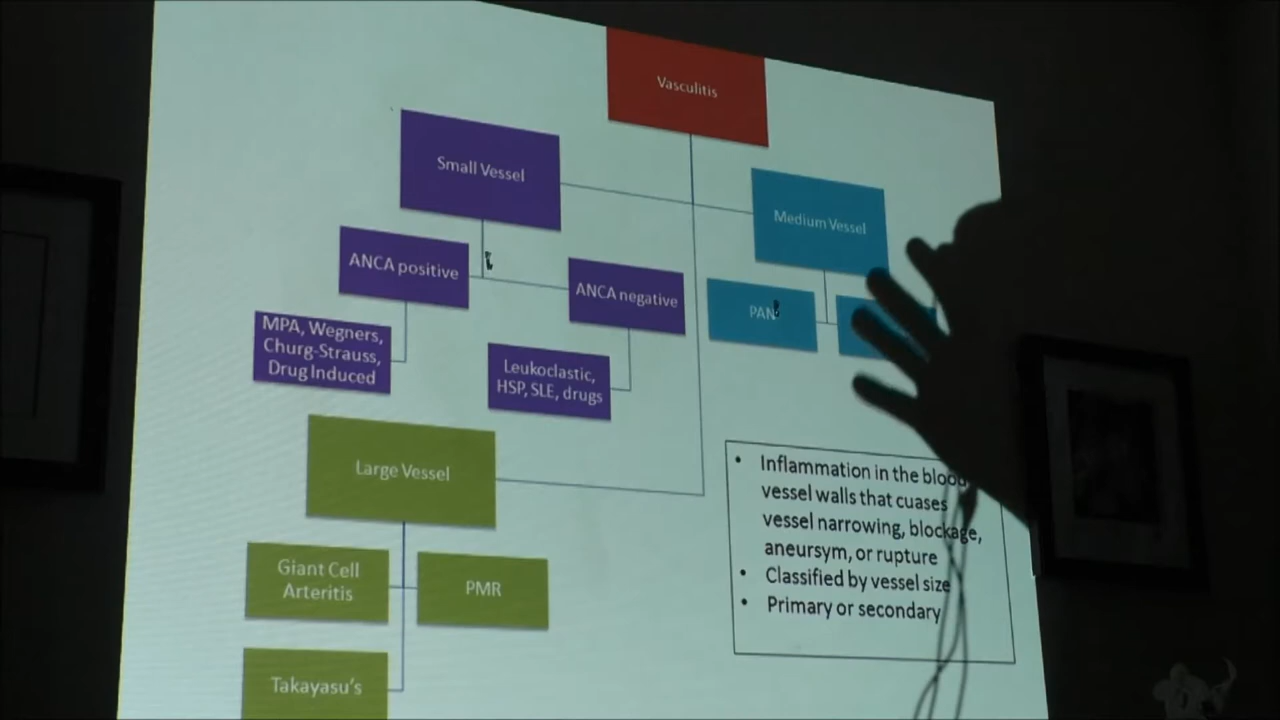 Vasculitis
Small Vessel
Medium Vessel
ANCA positive
ANCA negative
PAN
MPA, Wegners,
Churg-Strauss,
Drug Induced
Leukoclastic,
HSP, SLE, drugs
Large Vessel
Giant Cell
Arteritis
PMR
Takayasu's
• Inflammation in the blood
vessel walls that cuases
vessel narrowing, blockage,
aneursym, or rupture
• Classified by vessel size
• Primary or secondary